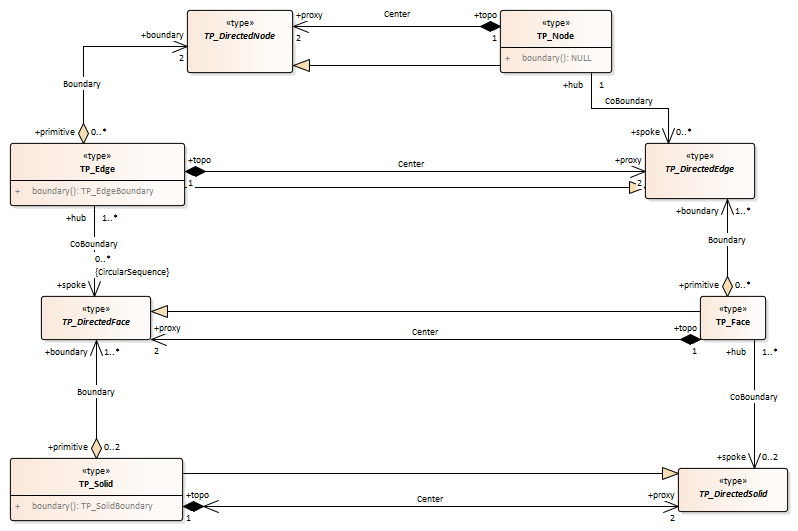 «type»
TP_DirectedNode
+proxy
2
Center
+topo
1
«type»
TP_Node
+ boundary(): NULL
+boundary
2
Boundary
+primitive 0..*
+hub 1
CoBoundary
+spoke 0..*
«type»
TP_Edge
+ boundary(): TP_EdgeBoundary
+topo
1
Center
+proxy
2
«type»
TP_DirectedEdge
+hub 1..*
CoBoundary
0..*
{CircularSequence}
+spoke
+boundary 1..*
Boundary
+primitive 0..*
«type»
TP_DirectedFace
+proxy
2
Center
+topo
1
«type»
TP_Face
+boundary 1..*
Boundary
+primitive 0..2
+hub 1..*
CoBoundary
+spoke 0..2
«type»
TP_Solid
+ boundary(): TP_SolidBoundary
+topo
1
Center
+proxy
2
«type»
TP_DirectedSolid